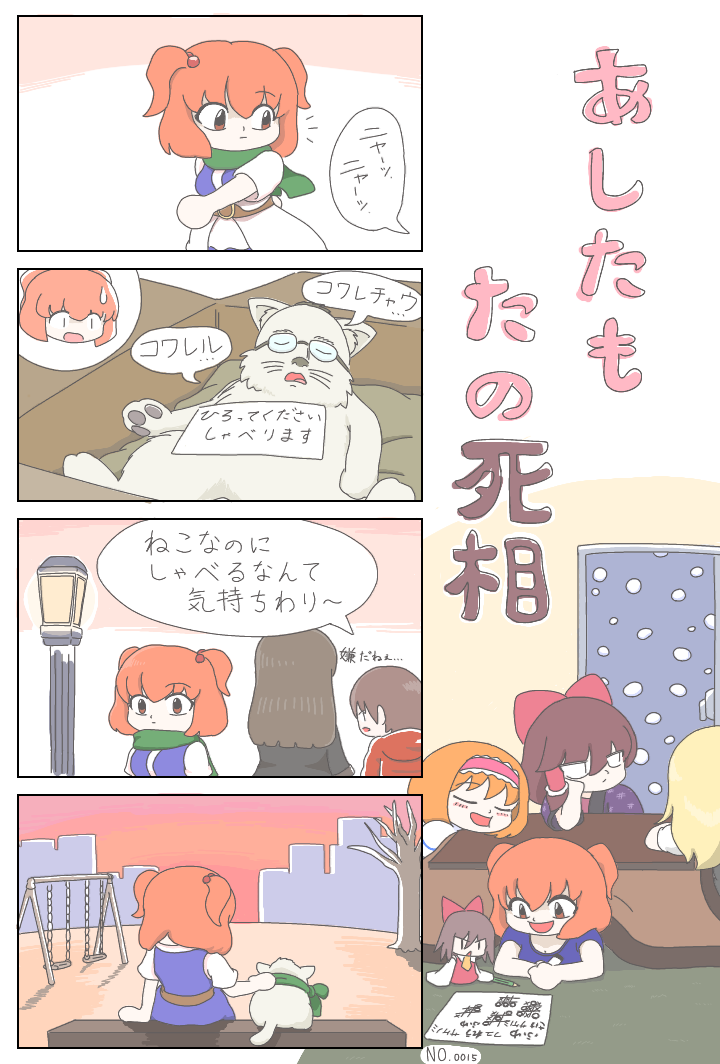 あしたも
たの死相
ニャーッ
ニャーッ
コワレチャウ…
コワレル…
ひろってください
しゃべります
ねこなのに
しゃべるなんて
気持ちわり～
嫌だねぇ…
NO.0015